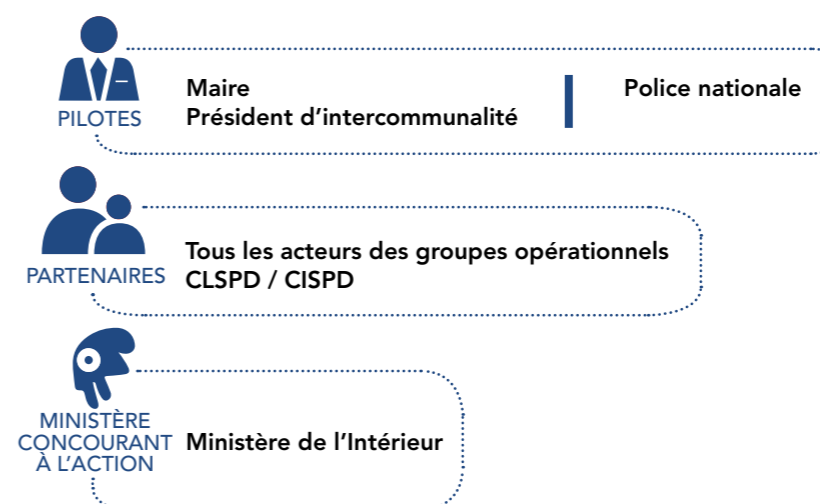 PILOTES
Maire
Président d’intercommunalité
Police nationale
PARTENAIRES
Tous les acteurs des groupes opérationnels
CLSPD / CISPD
MINISTÈRE
CONCOURANT
À L’ACTION
Ministère de l’Intérieur